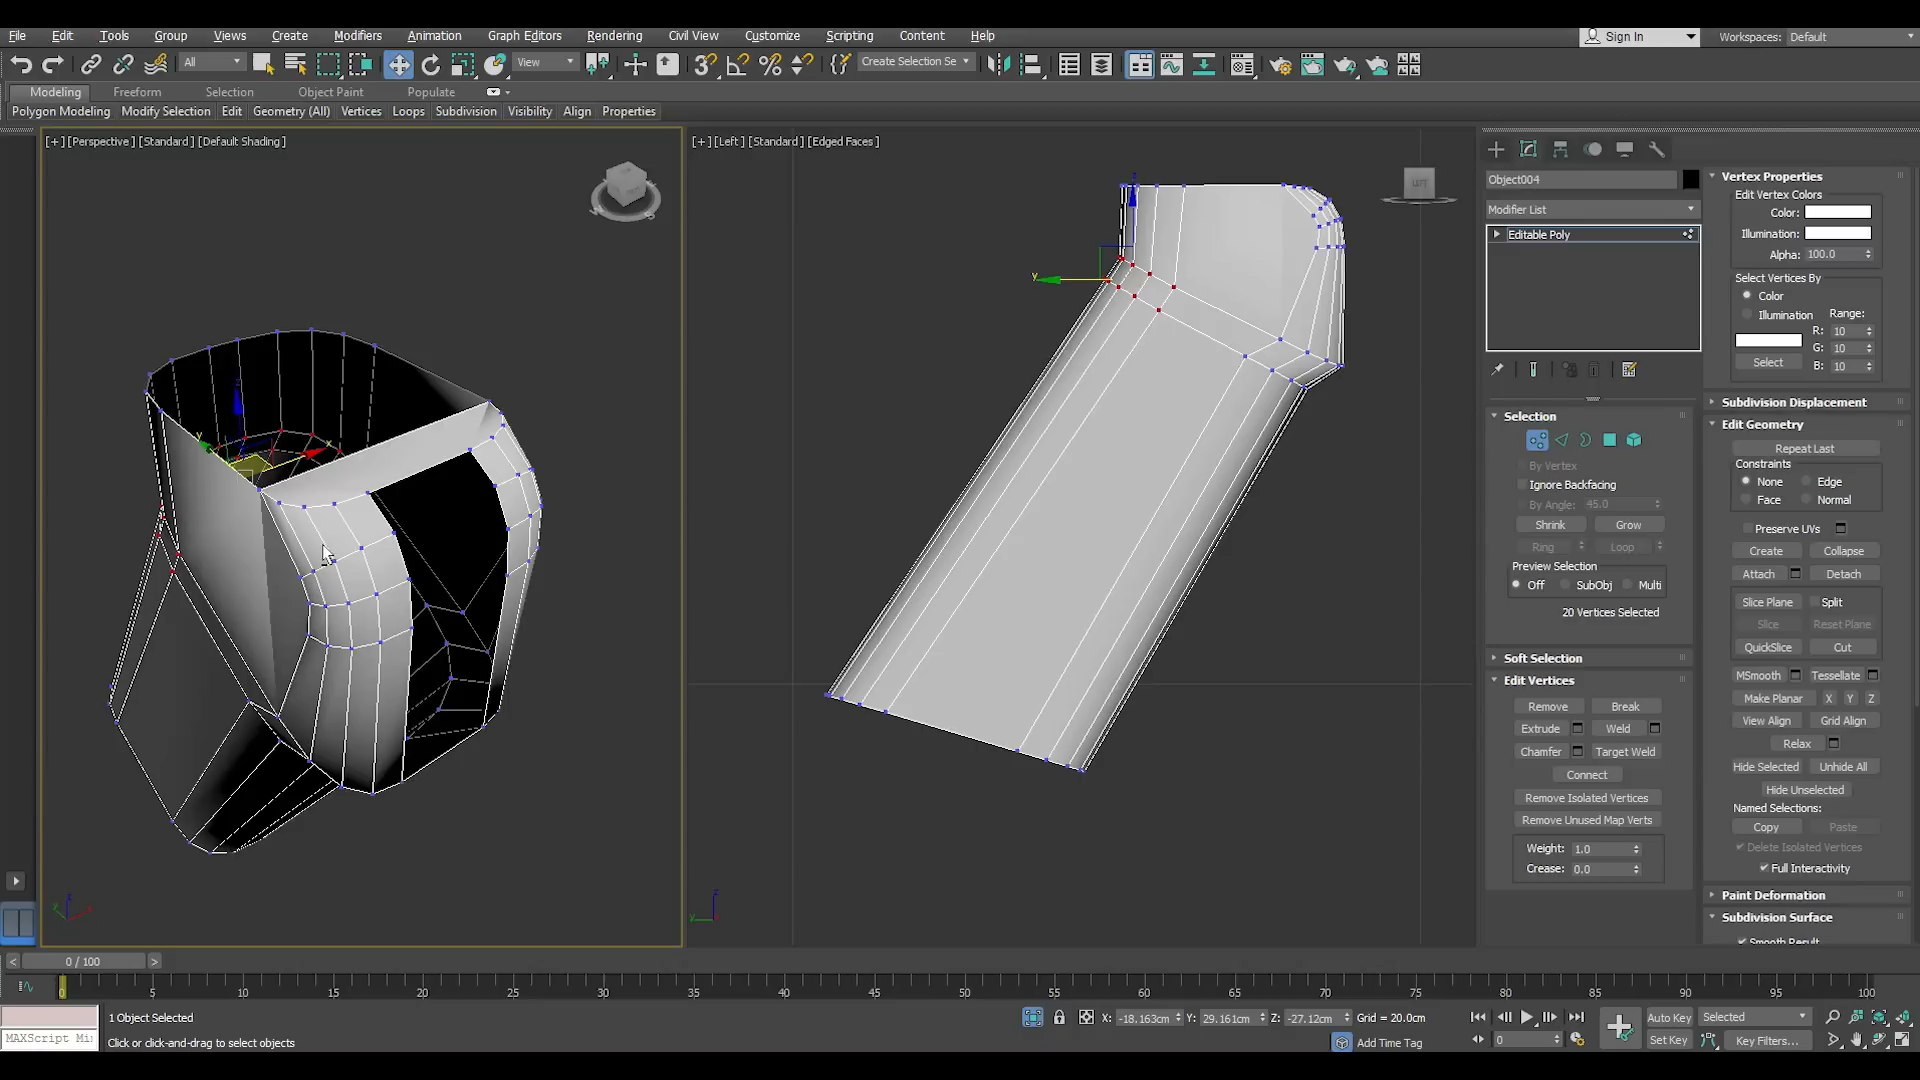 File Edit Tools Group Views Create Modifiers Animation Graph Editors Rendering Civil View Customize Scripting Content Help Sign In Workspaces: Default
All View Create Selection Se
Modeling Freeform Selection Object Paint Populate
Polygon Modeling Modify Selection Edit Geometry (All) Vertices Loops Subdivision Visibility Align Properties
[+] [Perspective] [Standard] [Default Shading]
[+] [Left] [Standard] [Edged Faces]
LEFT
z
y
x
y
Object004
Modifier List
Editable Poly
Selection
By Vertex
Ignore Backfacing
By Angle: 45.0
Shrink Grow
Ring Loop
Preview Selection
Off SubObj Multi
20 Vertices Selected
Soft Selection
Edit Vertices
Remove Break
Extrude Weld
Chamfer Target Weld
Connect
Remove Isolated Vertices
Remove Unused Map Verts
Weight: 1.0
Crease: 0.0
Vertex Properties
Edit Vertex Colors
Color:
Illumination:
Alpha: 100.0
Select Vertices By
Color
Illumination Range:
R: 10
G: 10
Select B: 10
Subdivision Displacement
Edit Geometry
Repeat Last
Constraints
None Edge
Face Normal
Preserve UVs
Create Collapse
Attach Detach
Slice Plane Split
Slice Reset Plane
QuickSlice Cut
MSmooth Tessellate
Make Planar X Y Z
View Align Grid Align
Relax
Hide Selected Unhide All
Hide Unselected
Named Selections:
Copy Paste
Delete Isolated Vertices
Full Interactivity
Paint Deformation
Subdivision Surface
Smooth Result
< 0 / 100 >
0 5 10 15 20 25 30 35 40 45 50 55 60 65 70 75 80 85 90 95 100
1 Object Selected
X: -18.163cm Y: 29.161cm Z: -27.12cm Grid = 20.0cm
Auto Key Selected
MAXScript Mi
Click or click-and-drag to select objects
Add Time Tag
0
Set Key Key Filters...